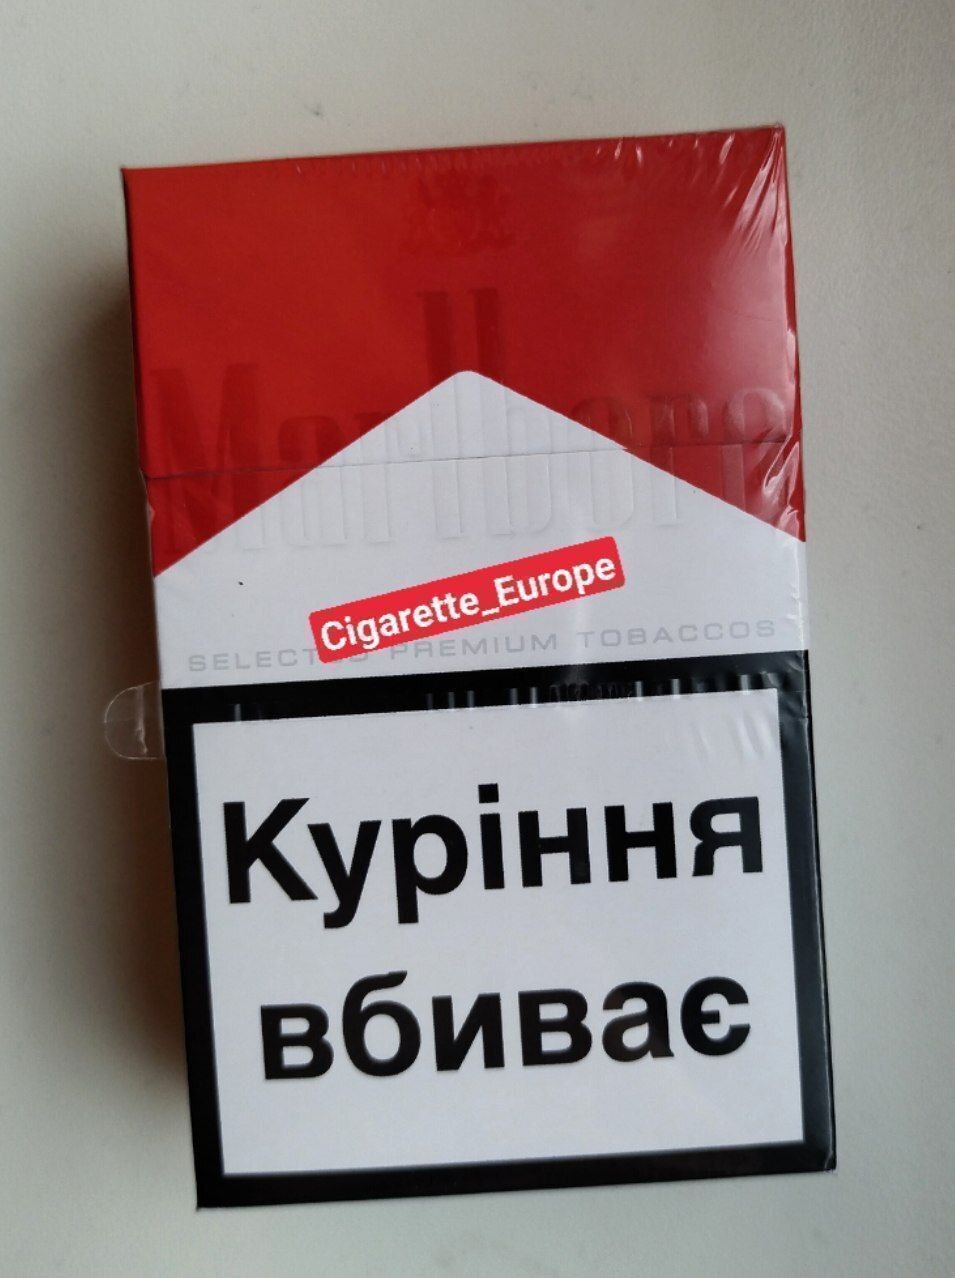 Marlboro
Cigarette_Europe
SELECTED PREMIUM TOBACCOS
Куріння
вбиває